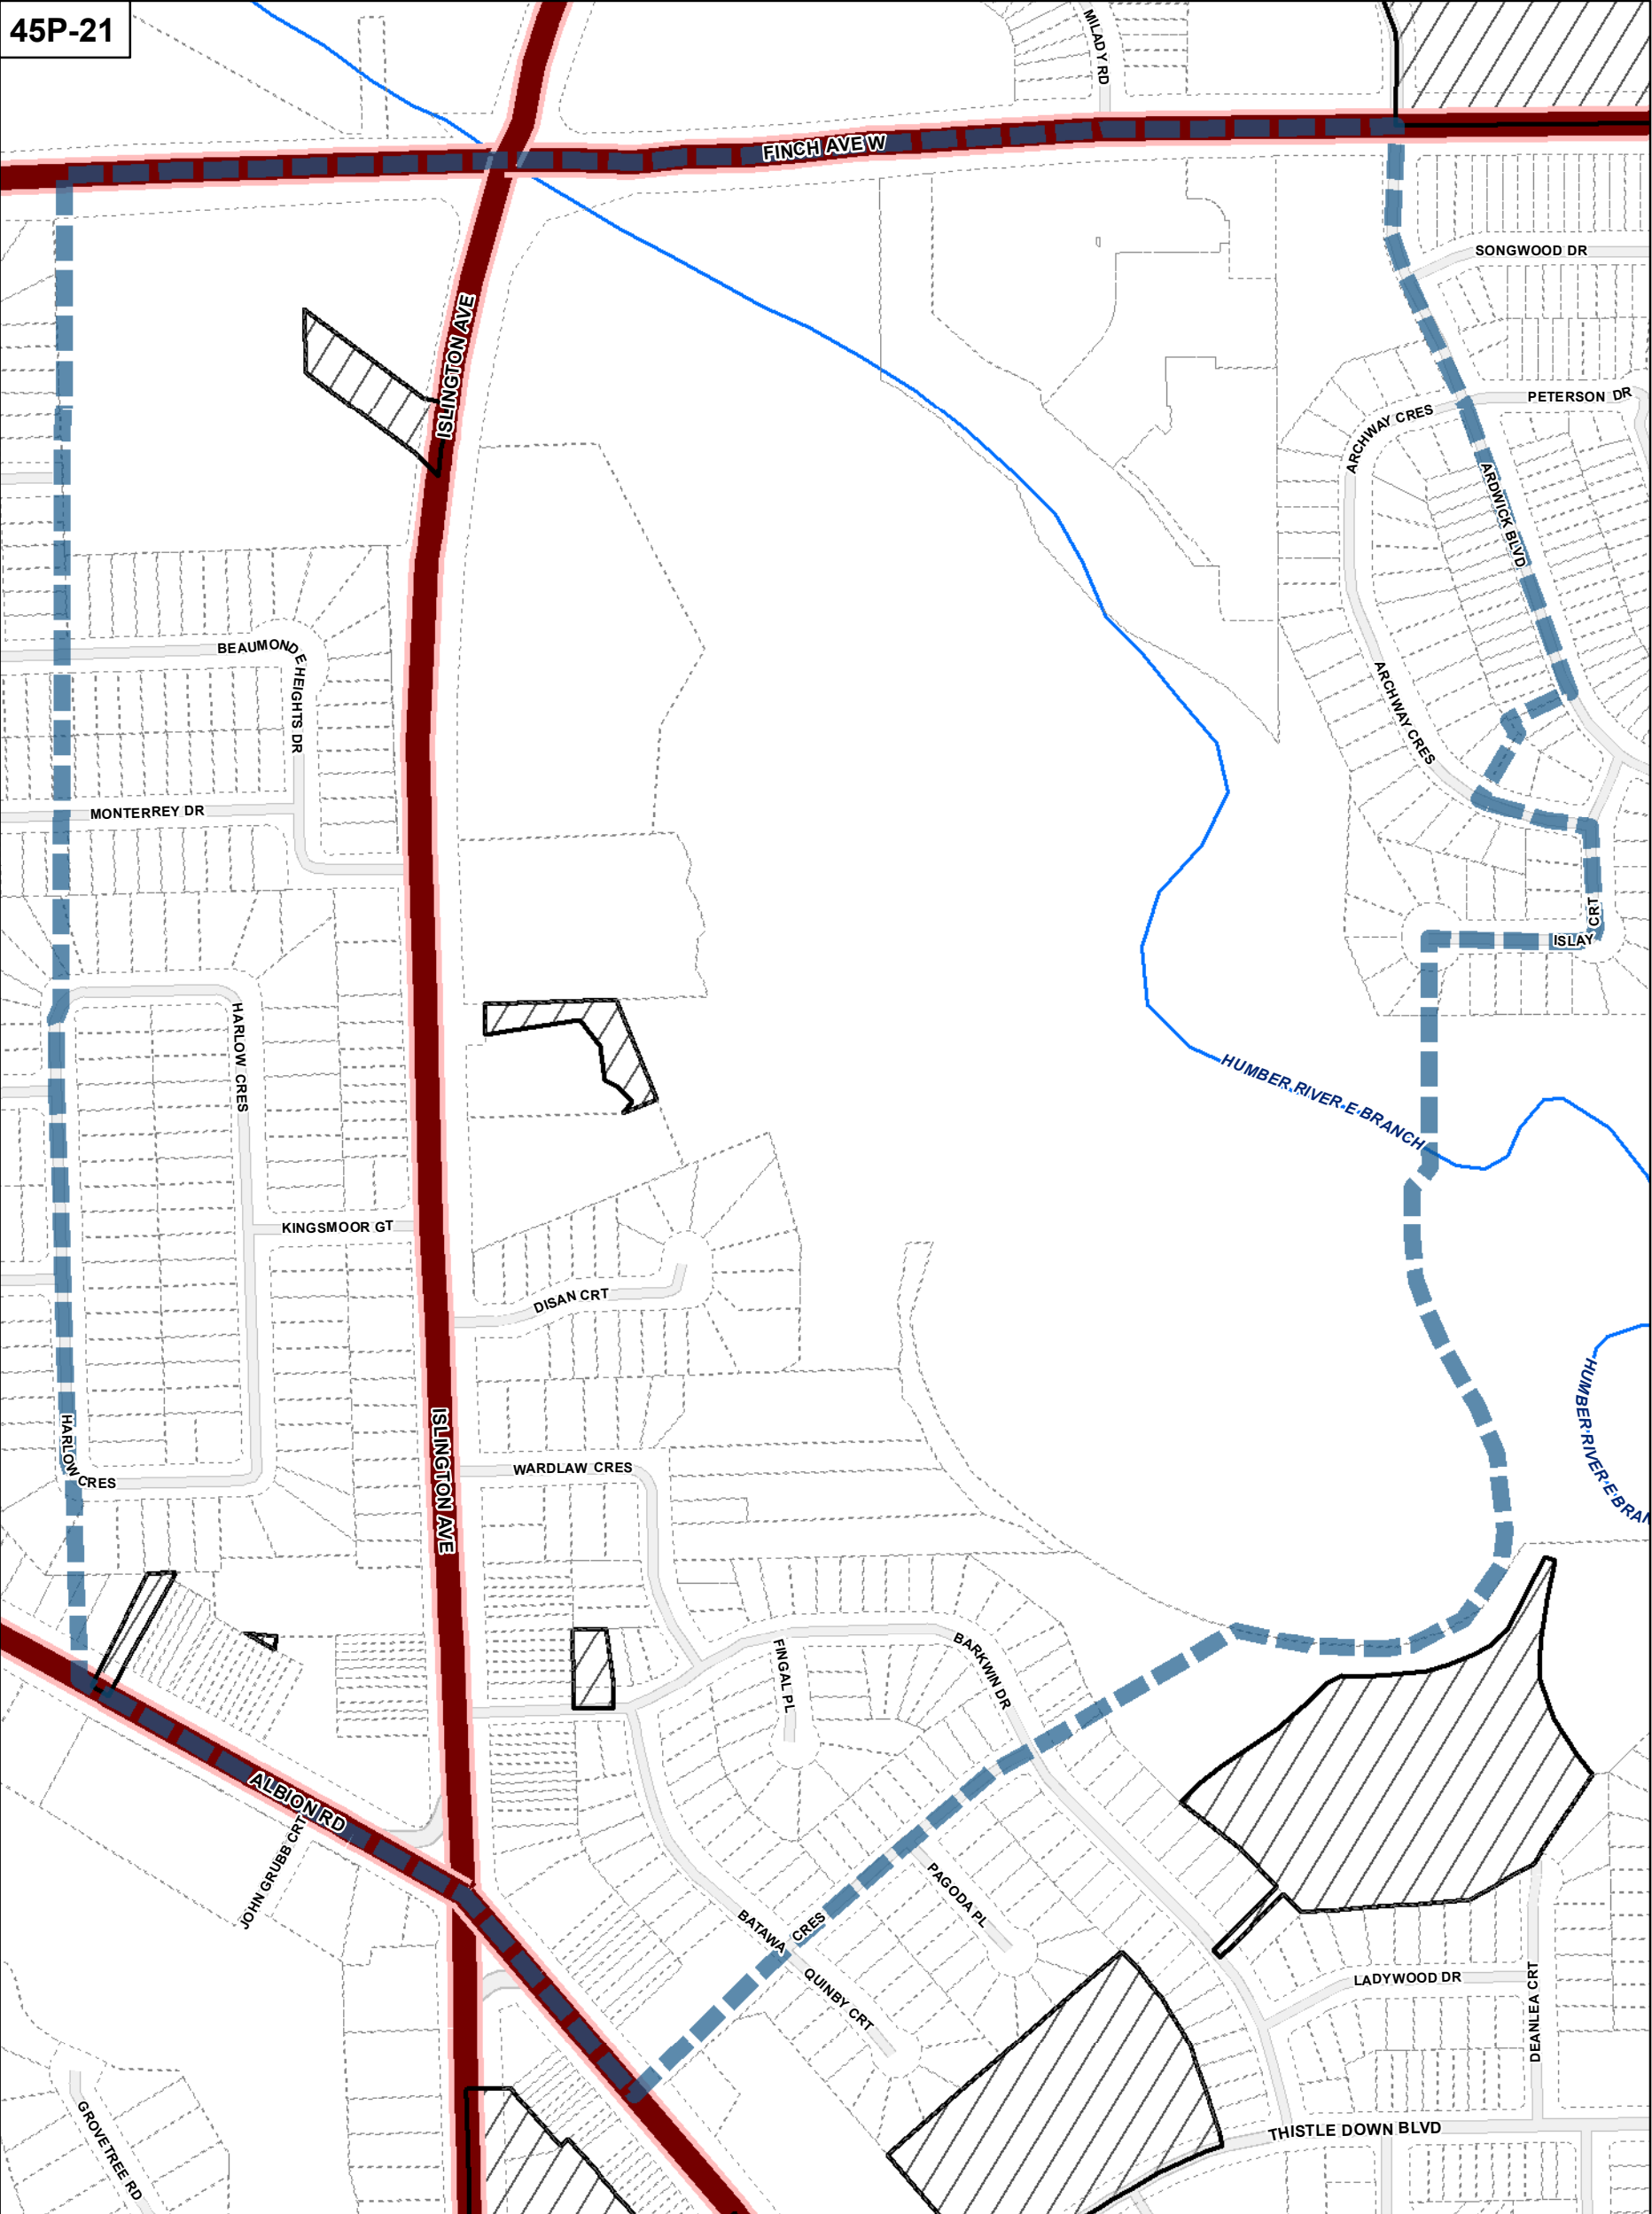 45P-21
MILADY RD
FINCH AVE W
SONGWOOD DR
ISLINGTON AVE
PETERSON DR
ARCHWAY CRES
ARDWICK BLVD
BEAUMONDE HEIGHTS DR
ARCHWAY CRES
MONTERREY DR
ISLAY CRT
HARLOW CRES
HUMBER RIVER E BRANCH
KINGSMOOR GT
DISAN CRT
HUMBER RIVER E BRAN
ISLINGTON AVE
HARLOW CRES
WARDLAW CRES
FINGAL PL
BARKWIN DR
ALBION RD
JOHN GRUBB CRT
PAGODA PL
BATAWA CRES
QUINBY CRT
LADYWOOD DR
DEANLEA CRT
GROVETREE RD
THISTLE DOWN BLVD